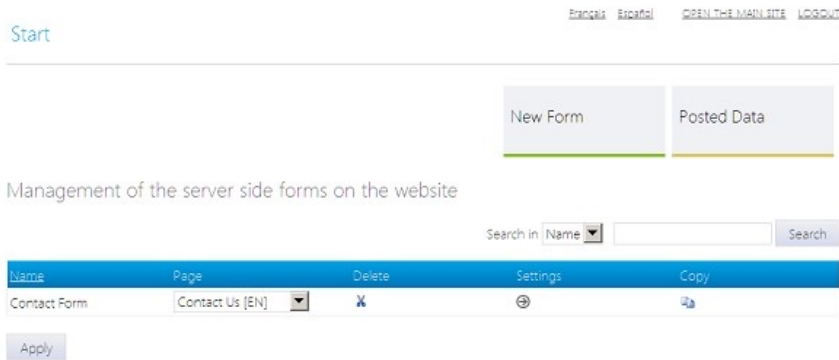 Français Español OPEN THE MAIN SITE LOGOUT
Start
New Form Posted Data
Management of the server side forms on the website
Search in Name Search
Name Page Delete Settings Copy
Contact Form Contact Us [EN]
Apply